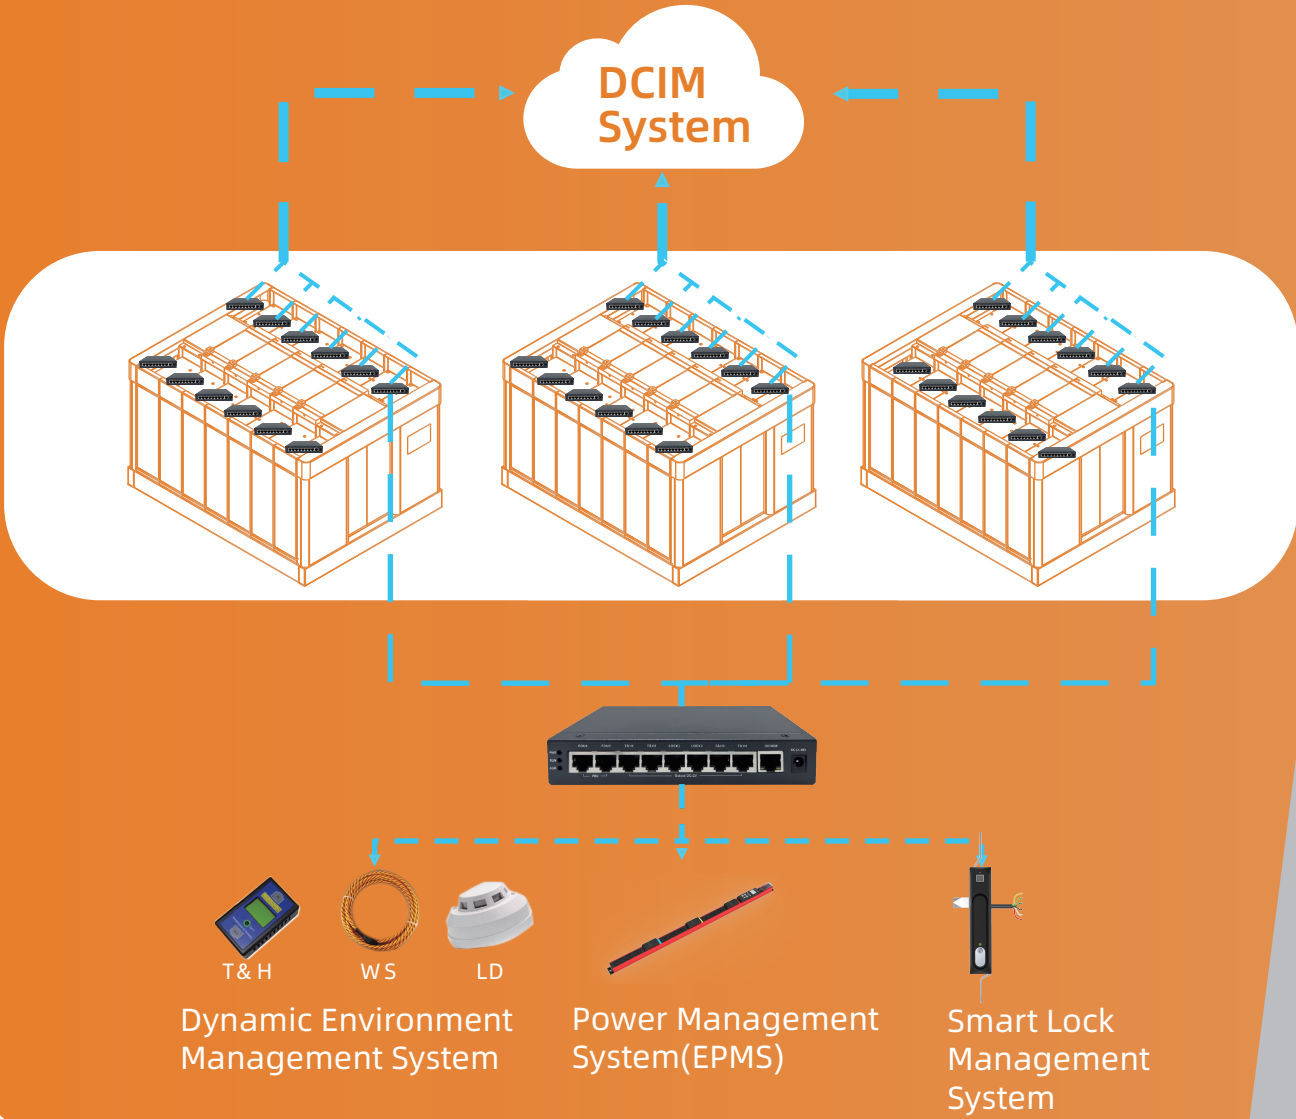 DCIM
System
T& H
WS
LD
Dynamic Environment
Management System
Power Management
System(EPMS)
Smart Lock
Management
System